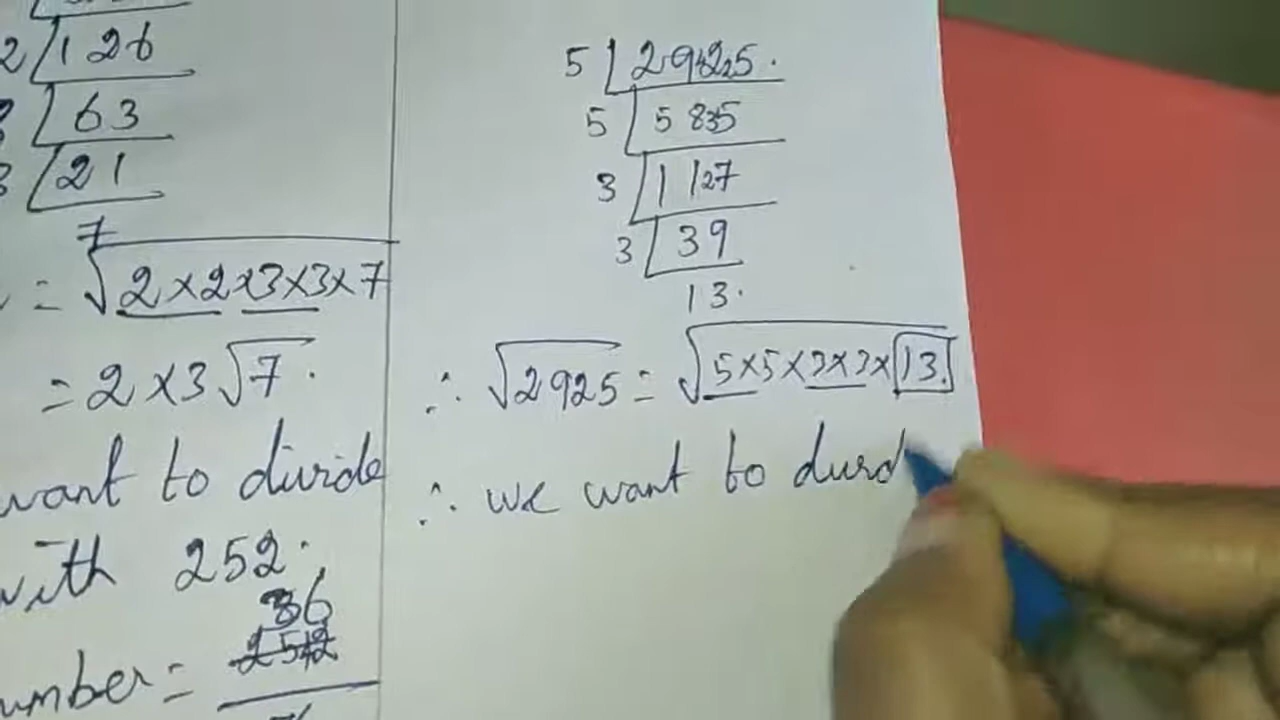 2 126
63
3 21
7
= √2×2×3×3×7
= 2×3√7.
want to divide
with 252.
36
252
number =
5 2925.
5 585
3 117
3 39
13.
∴ √2925 = √5×5×3×3×13.
∴ we want to divid